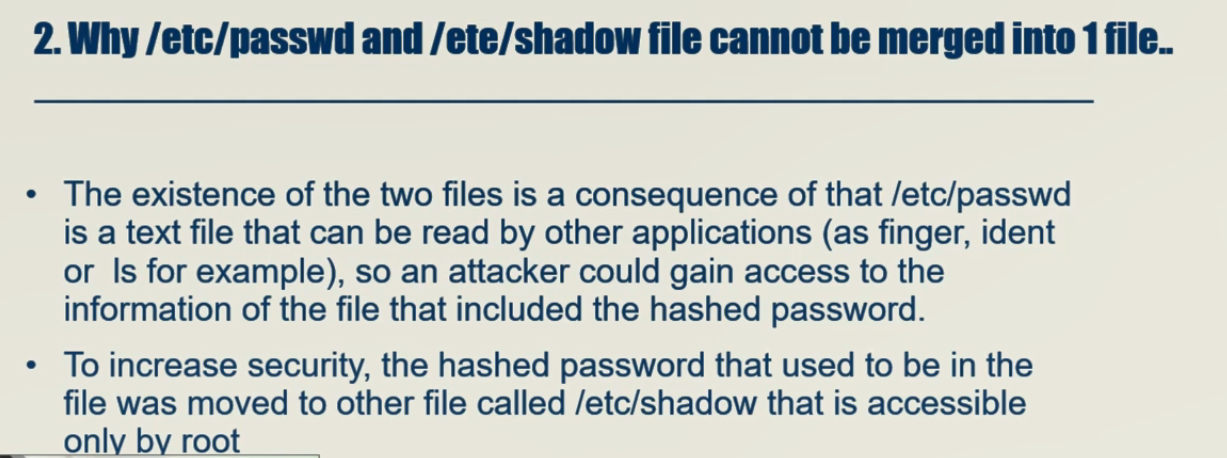 2. Why /etc/passwd and /ete/shadow file cannot be merged into 1 file..
• The existence of the two files is a consequence of that /etc/passwd
is a text file that can be read by other applications (as finger, ident
or ls for example), so an attacker could gain access to the
information of the file that included the hashed password.
• To increase security, the hashed password that used to be in the
file was moved to other file called /etc/shadow that is accessible
only by root